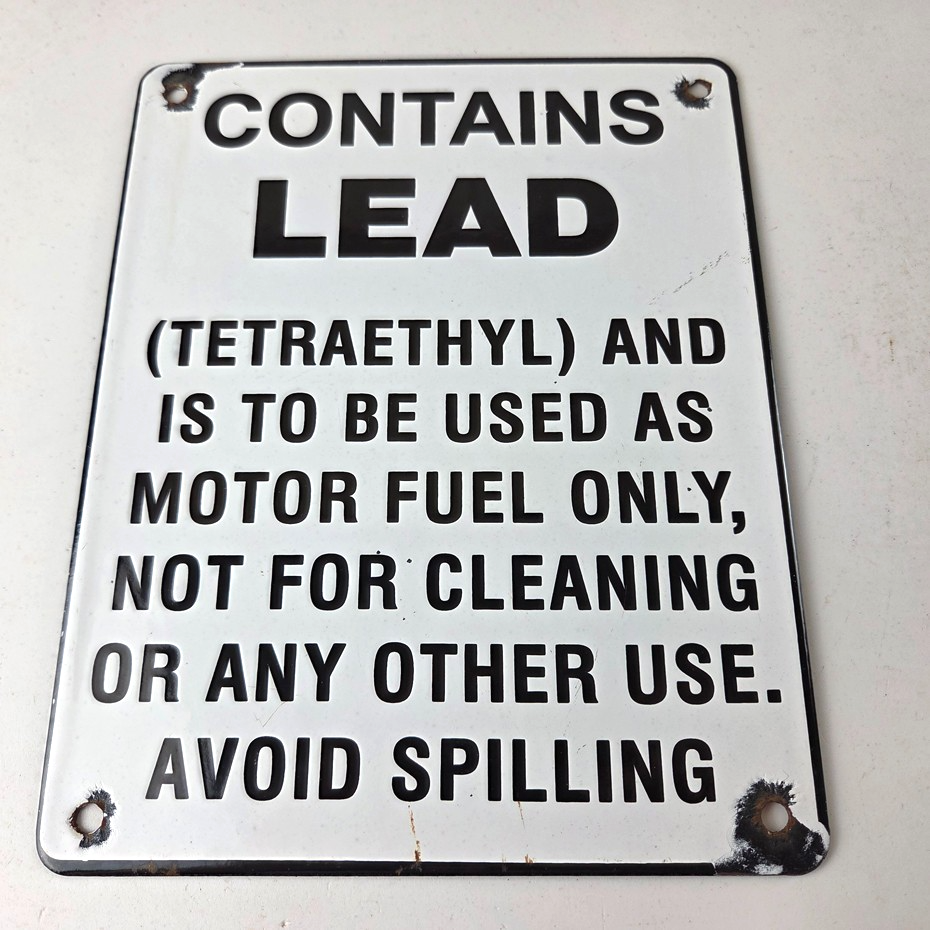 CONTAINS
LEAD
(TETRAETHYL) AND
IS TO BE USED AS
MOTOR FUEL ONLY,
NOT FOR CLEANING
OR ANY OTHER USE.
AVOID SPILLING